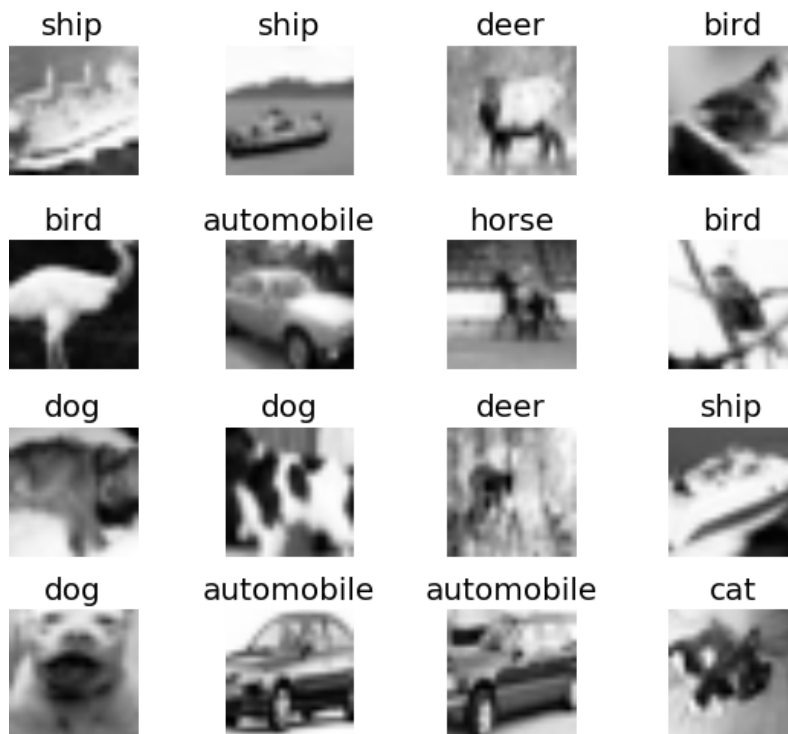 ship ship deer bird
bird automobile horse bird
dog dog deer ship
dog automobile automobile cat